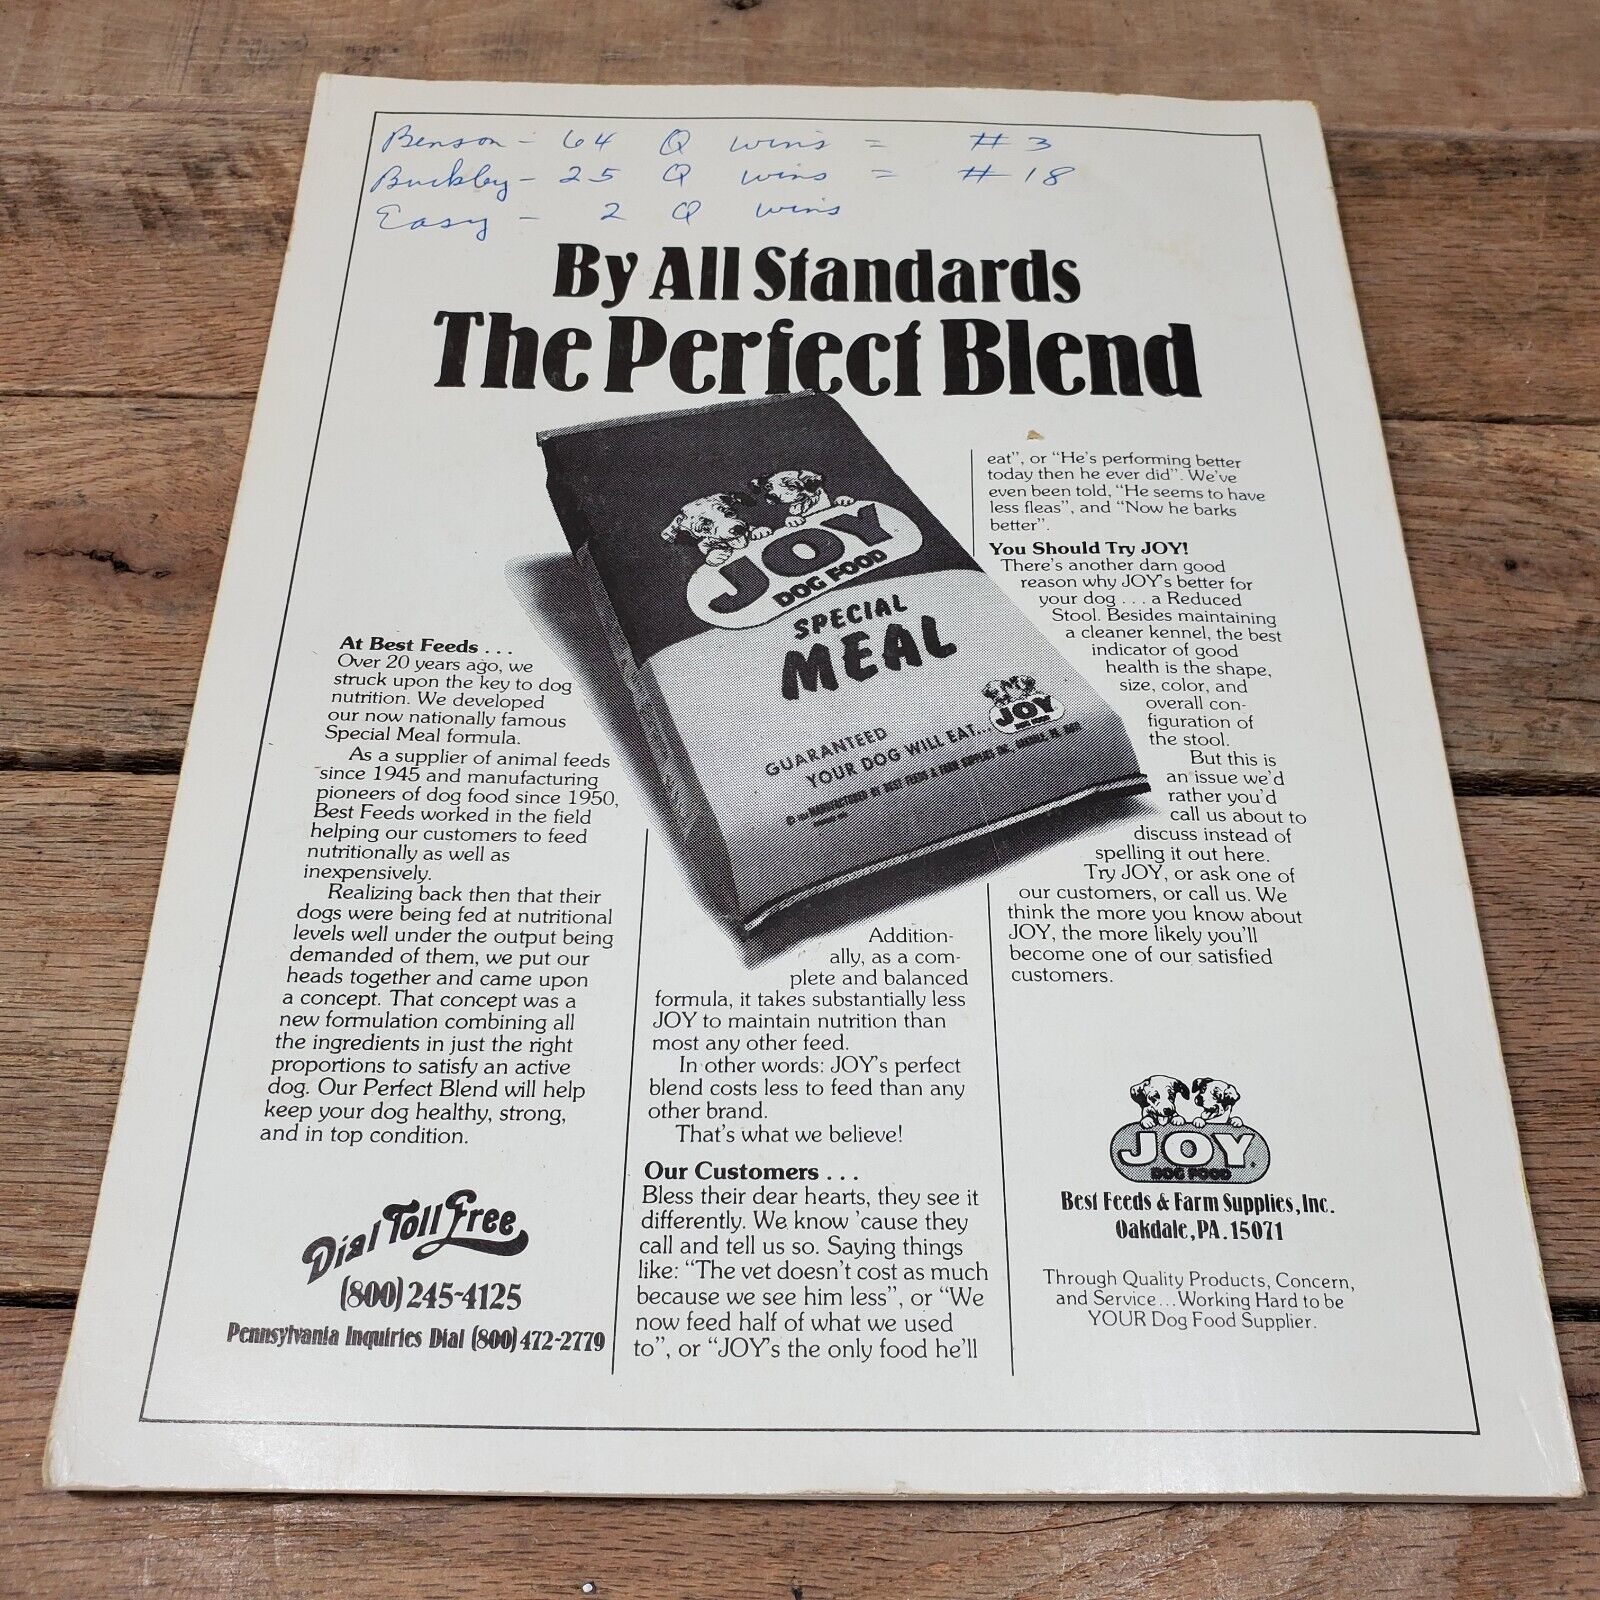 Benson - 64 Q wins = #3
Buckley - 25 Q wins = #18
Easy - 2 Q wins
By All Standards
The Perfect Blend
JOY
DOG FOOD
SPECIAL
MEAL
GUARANTEED
YOUR DOG WILL EAT...
JOY
DOG FOOD
MANUFACTURED BY BEST FEEDS & FARM SUPPLIES INC., OAKDALE, PA. 15071
At Best Feeds . . .
Over 20 years ago, we
struck upon the key to dog
nutrition. We developed
our now nationally famous
Special Meal formula.
As a supplier of animal feeds
since 1945 and manufacturing
pioneers of dog food since 1950,
Best Feeds worked in the field
helping our customers to feed
nutritionally as well as
inexpensively.
Realizing back then that their
dogs were being fed at nutritional
levels well under the output being
demanded of them, we put our
heads together and came upon
a concept. That concept was a
new formulation combining all
the ingredients in just the right
proportions to satisfy an active
dog. Our Perfect Blend will help
keep your dog healthy, strong,
and in top condition.
Dial Toll Free
(800) 245-4125
Pennsylvania Inquiries Dial (800) 472-2779
Addition-
ally, as a com-
plete and balanced
formula, it takes substantially less
JOY to maintain nutrition than
most any other feed.
In other words: JOY's perfect
blend costs less to feed than any
other brand.
That's what we believe!
Our Customers . . .
Bless their dear hearts, they see it
differently. We know 'cause they
call and tell us so. Saying things
like: "The vet doesn't cost as much
because we see him less", or "We
now feed half of what we used
to", or "JOY's the only food he'll
eat", or "He's performing better
today then he ever did". We've
even been told, "He seems to have
less fleas", and "Now he barks
better".
You Should Try JOY!
There's another darn good
reason why JOY's better for
your dog . . . a Reduced
Stool. Besides maintaining
a cleaner kennel, the best
indicator of good
health is the shape,
size, color, and
overall con-
figuration of
the stool.
But this is
an issue we'd
rather you'd
call us about to
discuss instead of
spelling it out here.
Try JOY, or ask one of
our customers, or call us. We
think the more you know about
JOY, the more likely you'll
become one of our satisfied
customers.
JOY
DOG FOOD
Best Feeds & Farm Supplies, Inc.
Oakdale, PA. 15071
Through Quality Products, Concern,
and Service...Working Hard to be
YOUR Dog Food Supplier.